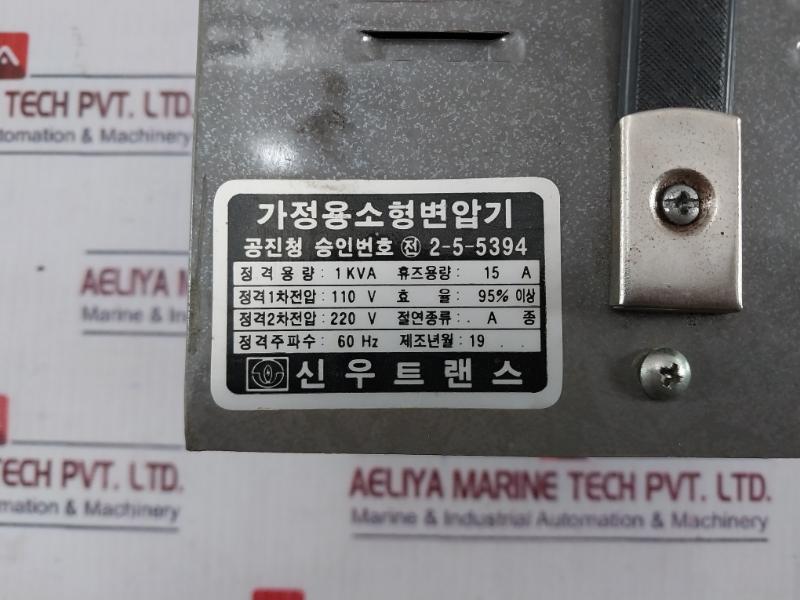 A
TECH PVT. LTD.
tomation & Machinery
가정용소형변압기
공진청 승인번호 전 2-5-5394
정격용량: 1KVA 휴즈용량: 15 A
정격1차전압: 110 V 효 율: 95% 이상
정격2차전압: 220 V 절연종류: . A 종
정격주파수: 60 Hz 제조년월: 19 . .
신우트랜스
AELIYA
Marine & Indust
TECH PVT. LTD.
utomation & Machinery
AELIYA MARINE TECH PVT. LTD.
Marine & Industrial Automation & Machinery